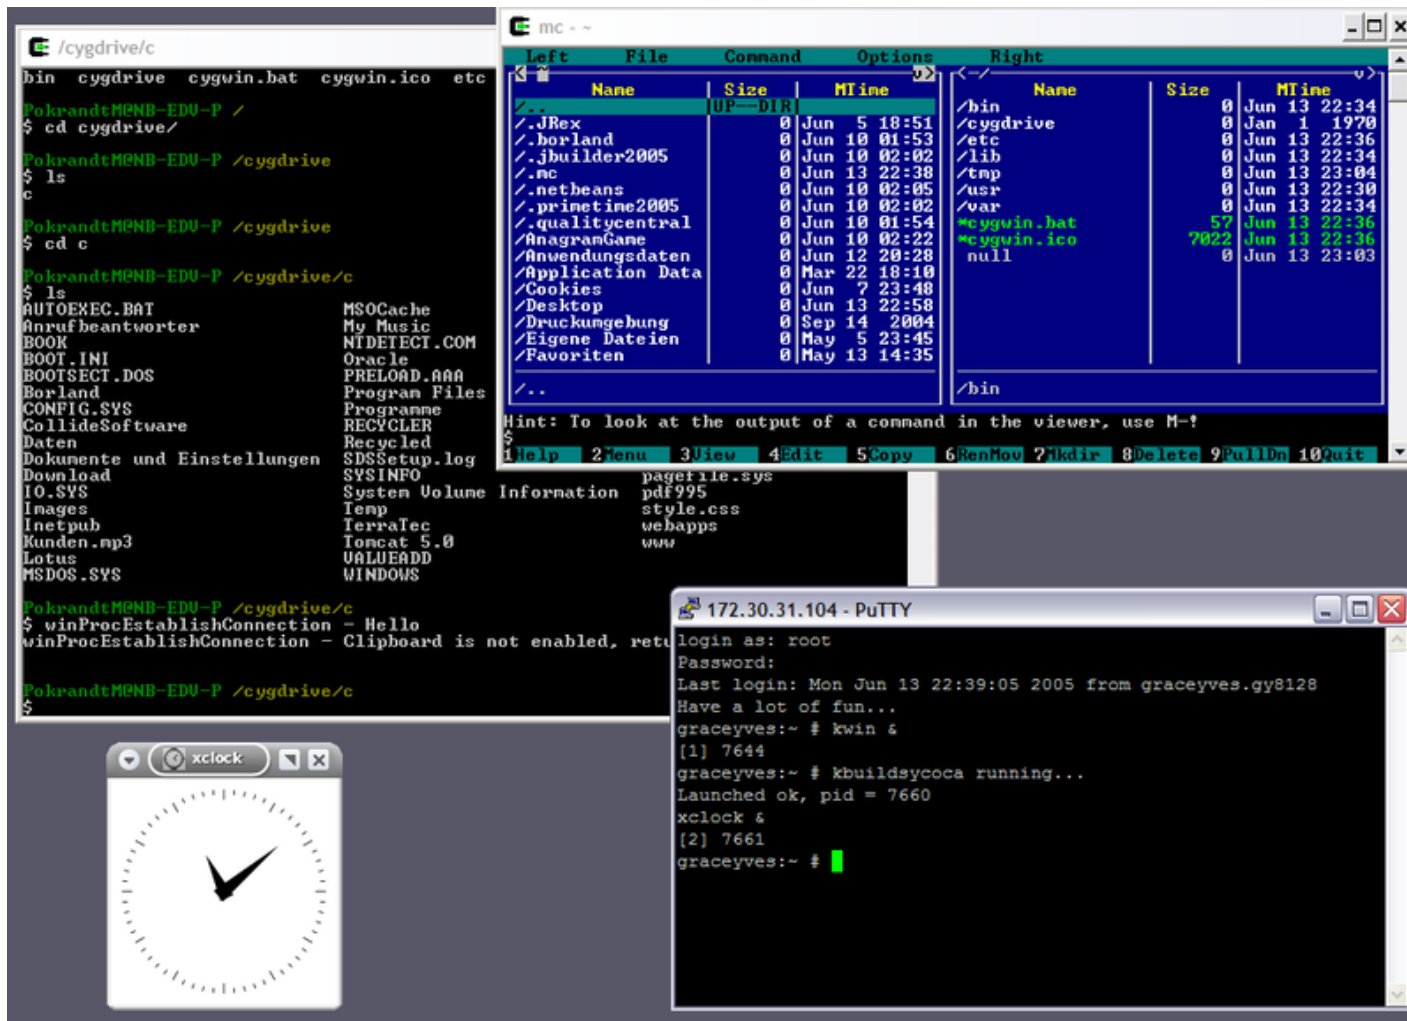 /cygdrive/c
bin cygdrive cygwin.bat cygwin.ico etc
PokrandtM@NB-EDU-P /
$ cd cygdrive/
PokrandtM@NB-EDU-P /cygdrive
$ ls
c
PokrandtM@NB-EDU-P /cygdrive
$ cd c
PokrandtM@NB-EDU-P /cygdrive/c
$ ls
AUTOEXEC.BAT MSOCache
Anrufbeantworter My Music
BOOK NTDETECT.COM
BOOT.INI Oracle
BOOTSECT.DOS PRELOAD.AAA
Borland Program Files
CONFIG.SYS Programme
CollideSoftware RECYCLER
Daten Recycled
Dokumente und Einstellungen SDSSetup.log
Download SYSINFO pagefile.sys
IO.SYS System Volume Information pdf995
Images Temp style.css
Inetpub TerraTec webapps
Kunden.mp3 Tomcat 5.0 www
Lotus VALUEADD
MSDOS.SYS WINDOWS
PokrandtM@NB-EDU-P /cygdrive/c
$ winProcEstablishConnection - Hello
winProcEstablishConnection - Clipboard is not enabled, retu
PokrandtM@NB-EDU-P /cygdrive/c
$
mc - ~
Left File Command Options Right
<~ v> <-/ v>
Name Size MTime Name Size MTime
/.. UP--DIR /bin 0 Jun 13 22:34
/.JRex 0 Jun 5 18:51 /cygdrive 0 Jan 1 1970
/.borland 0 Jun 10 01:53 /etc 0 Jun 13 22:36
/.jbuilder2005 0 Jun 10 02:02 /lib 0 Jun 13 22:34
/.mc 0 Jun 13 22:38 /tmp 0 Jun 13 23:04
/.netbeans 0 Jun 10 02:05 /usr 0 Jun 13 22:30
/.primetime2005 0 Jun 10 02:02 /var 0 Jun 13 22:34
/.qualitycentral 0 Jun 10 01:54 *cygwin.bat 57 Jun 13 22:36
/AnagramGame 0 Jun 10 02:22 *cygwin.ico 7022 Jun 13 22:36
/Anwendungsdaten 0 Jun 12 20:28 null 0 Jun 13 23:03
/Application Data 0 Mar 22 18:10
/Cookies 0 Jun 7 23:48
/Desktop 0 Jun 13 22:58
/Druckumgebung 0 Sep 14 2004
/Eigene Dateien 0 May 5 23:45
/Favoriten 0 May 13 14:35
/.. /bin
Hint: To look at the output of a command in the viewer, use M-!
$
1Help 2Menu 3View 4Edit 5Copy 6RenMov 7Mkdir 8Delete 9PullDn 10Quit
172.30.31.104 - PuTTY
login as: root
Password:
Last login: Mon Jun 13 22:39:05 2005 from graceyves.gy8128
Have a lot of fun...
graceyves:~ # kwin &
[1] 7644
graceyves:~ # kbuildsycoca running...
Launched ok, pid = 7660
xclock &
[2] 7661
graceyves:~ #
xclock